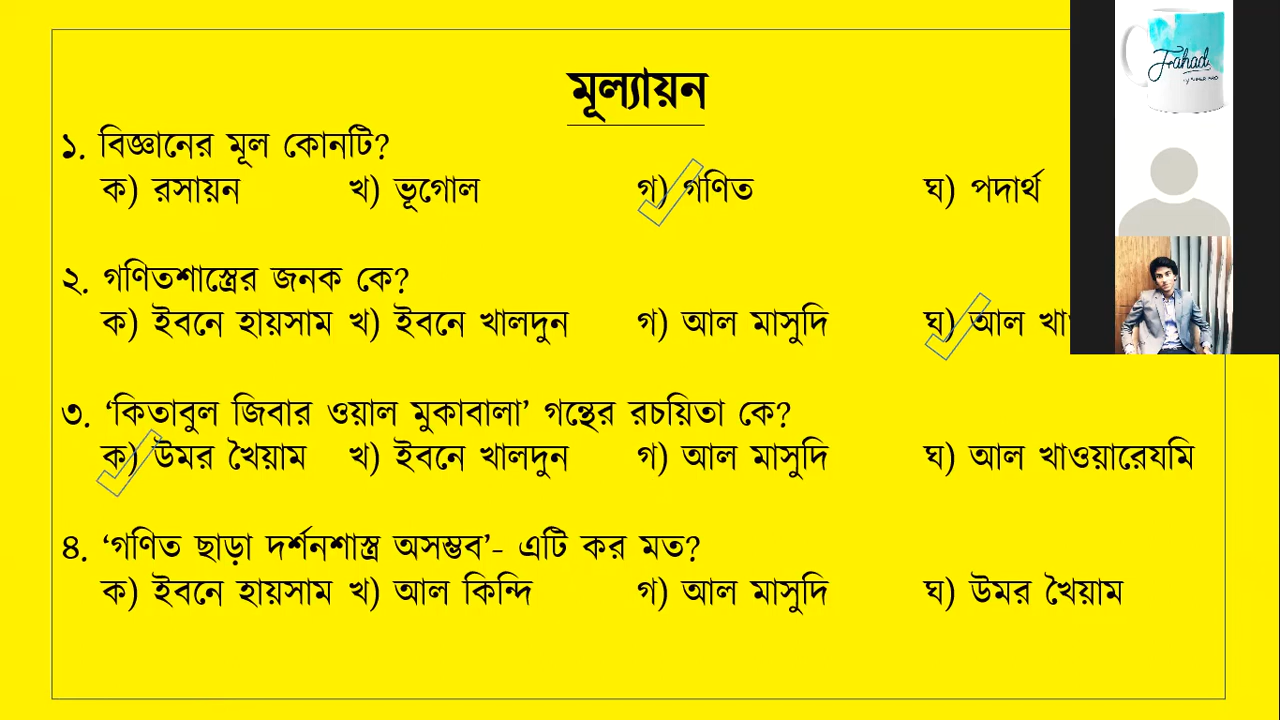 মূল্যায়ন
১. বিজ্ঞানের মূল কোনটি?
ক) রসায়ন খ) ভূগোল গ) গণিত ঘ) পদার্থ
২. গণিতশাস্ত্রের জনক কে?
ক) ইবনে হায়সাম খ) ইবনে খালদুন গ) আল মাসুদি ঘ) আল
৩. ‘কিতাবুল জিবার ওয়াল মুকাবালা’ গন্থের রচয়িতা কে?
ক) উমর খৈয়াম খ) ইবনে খালদুন গ) আল মাসুদি ঘ) আল খাওয়ারেযমি
৪. ‘গণিত ছাড়া দর্শনশাস্ত্র অসম্ভব’- এটি কর মত?
ক) ইবনে হায়সাম খ) আল কিন্দি গ) আল মাসুদি ঘ) উমর খৈয়াম
Frahad